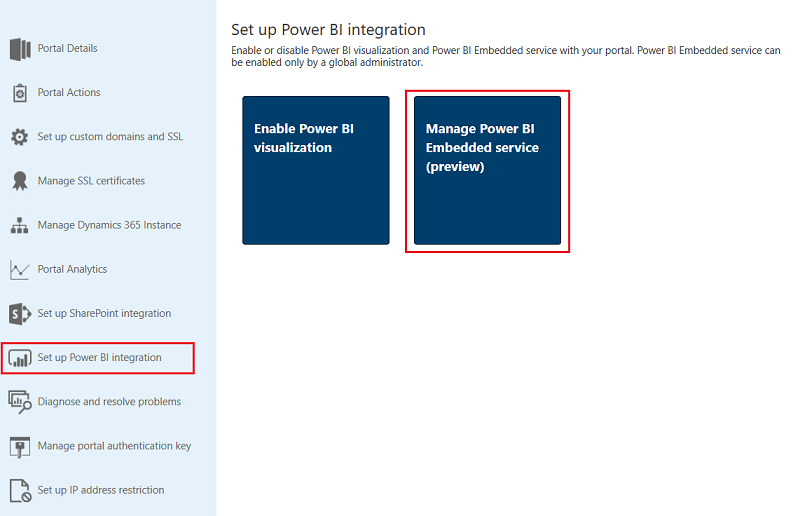 Portal Details
Portal Actions
Set up custom domains and SSL
Manage SSL certificates
Manage Dynamics 365 Instance
Portal Analytics
Set up SharePoint integration
Set up Power BI integration
Diagnose and resolve problems
Manage portal authentication key
Set up IP address restriction
Set up Power BI integration
Enable or disable Power BI visualization and Power BI Embedded service with your portal. Power BI Embedded service can
be enabled only by a global administrator.
Enable Power BI
visualization
Manage Power BI
Embedded service
(preview)